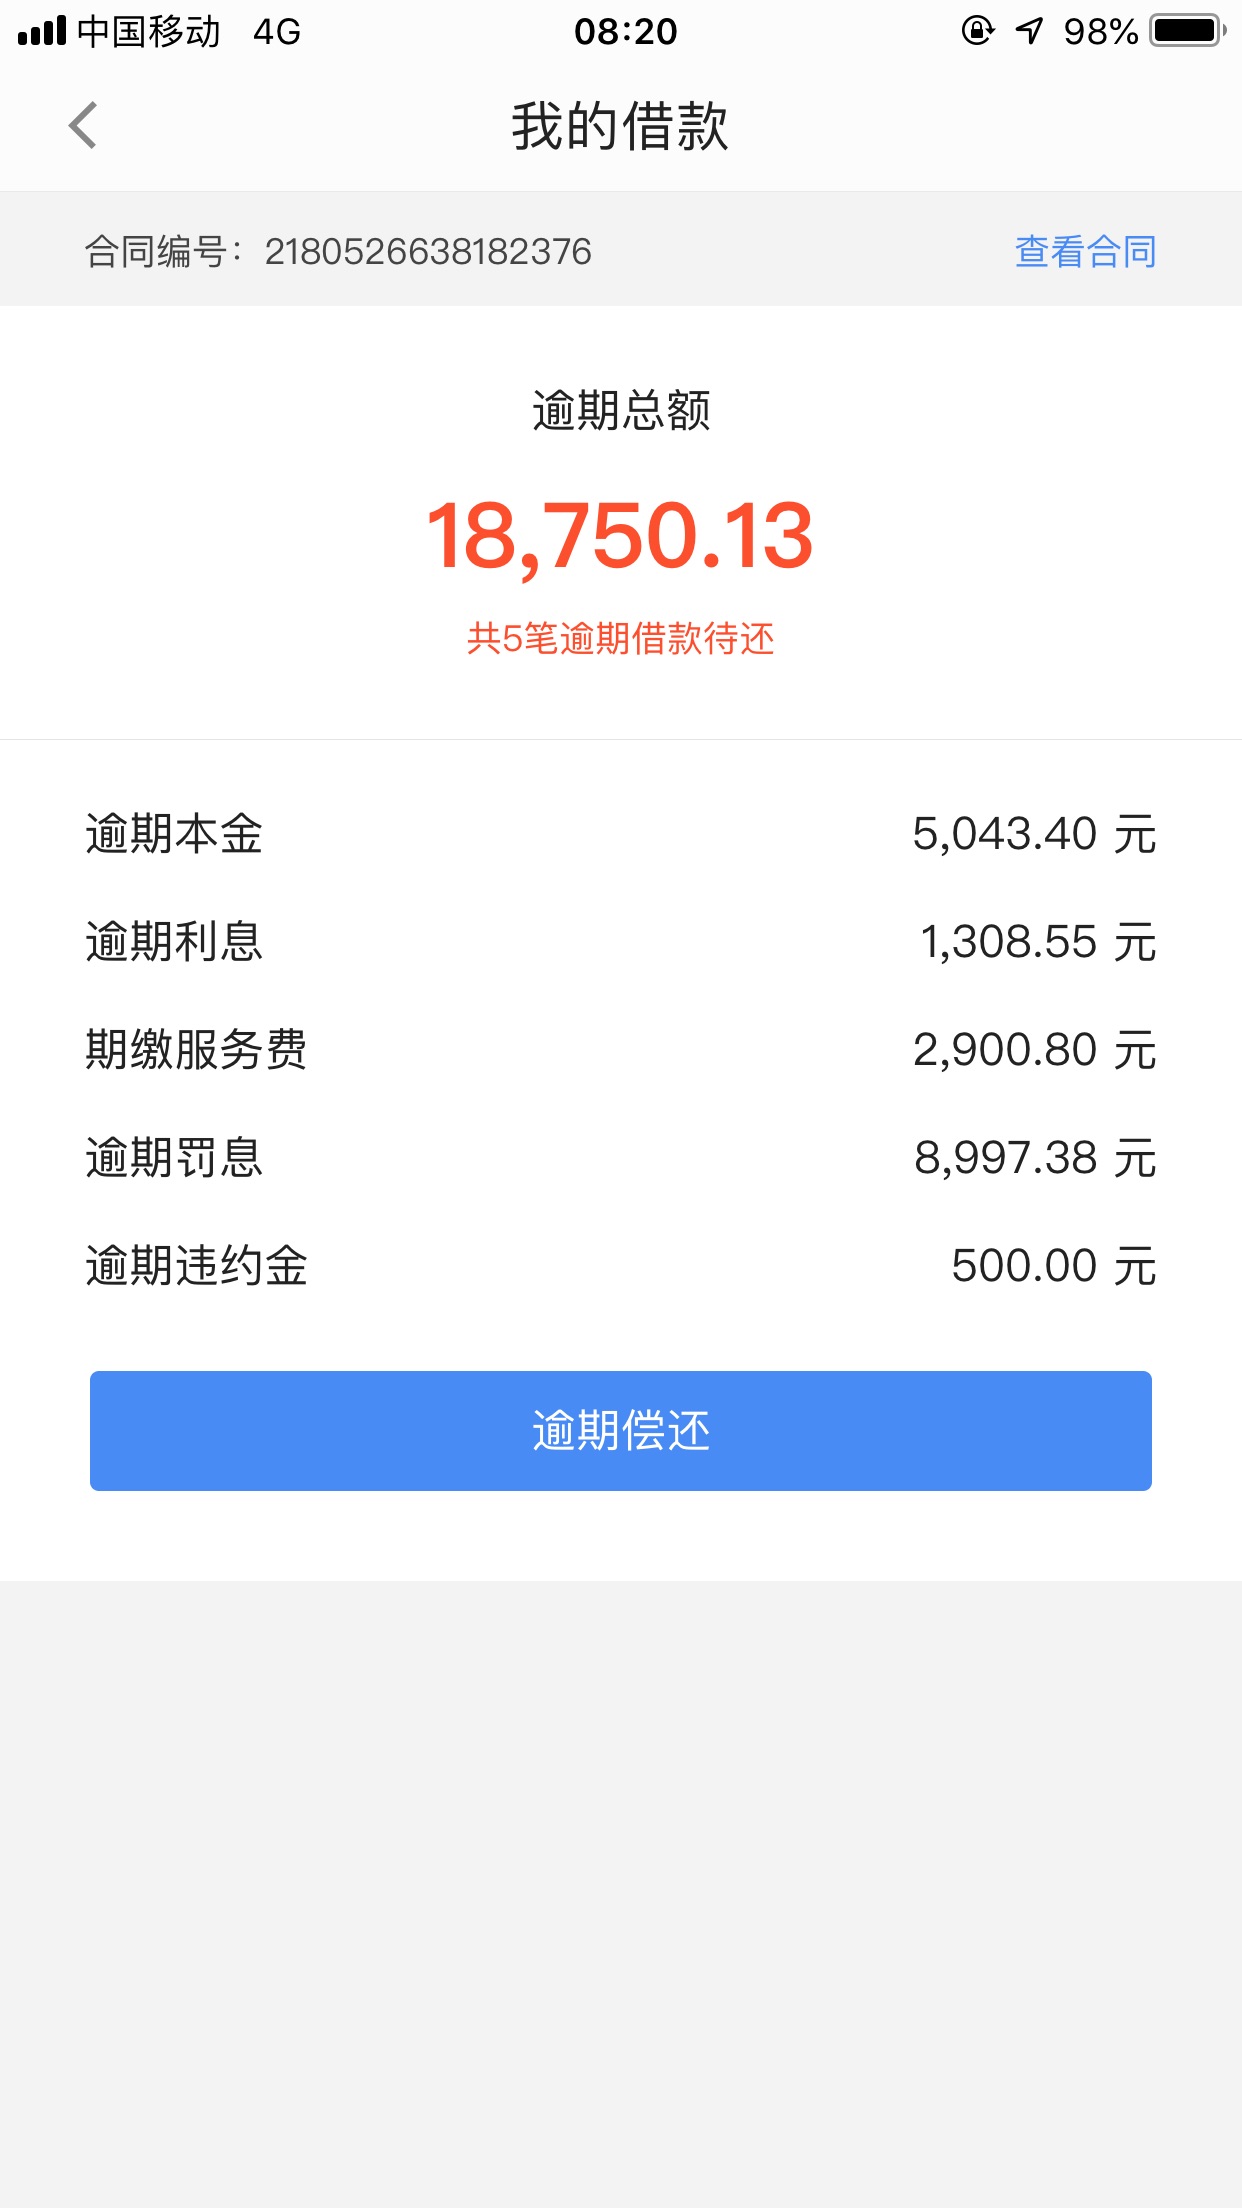 中国移动 4G 08:20 98%
我的借款
合同编号：2180526638182376 查看合同
逾期总额
18,750.13
共5笔逾期借款待还
逾期本金 5,043.40 元
逾期利息 1,308.55 元
期缴服务费 2,900.80 元
逾期罚息 8,997.38 元
逾期违约金 500.00 元
逾期偿还